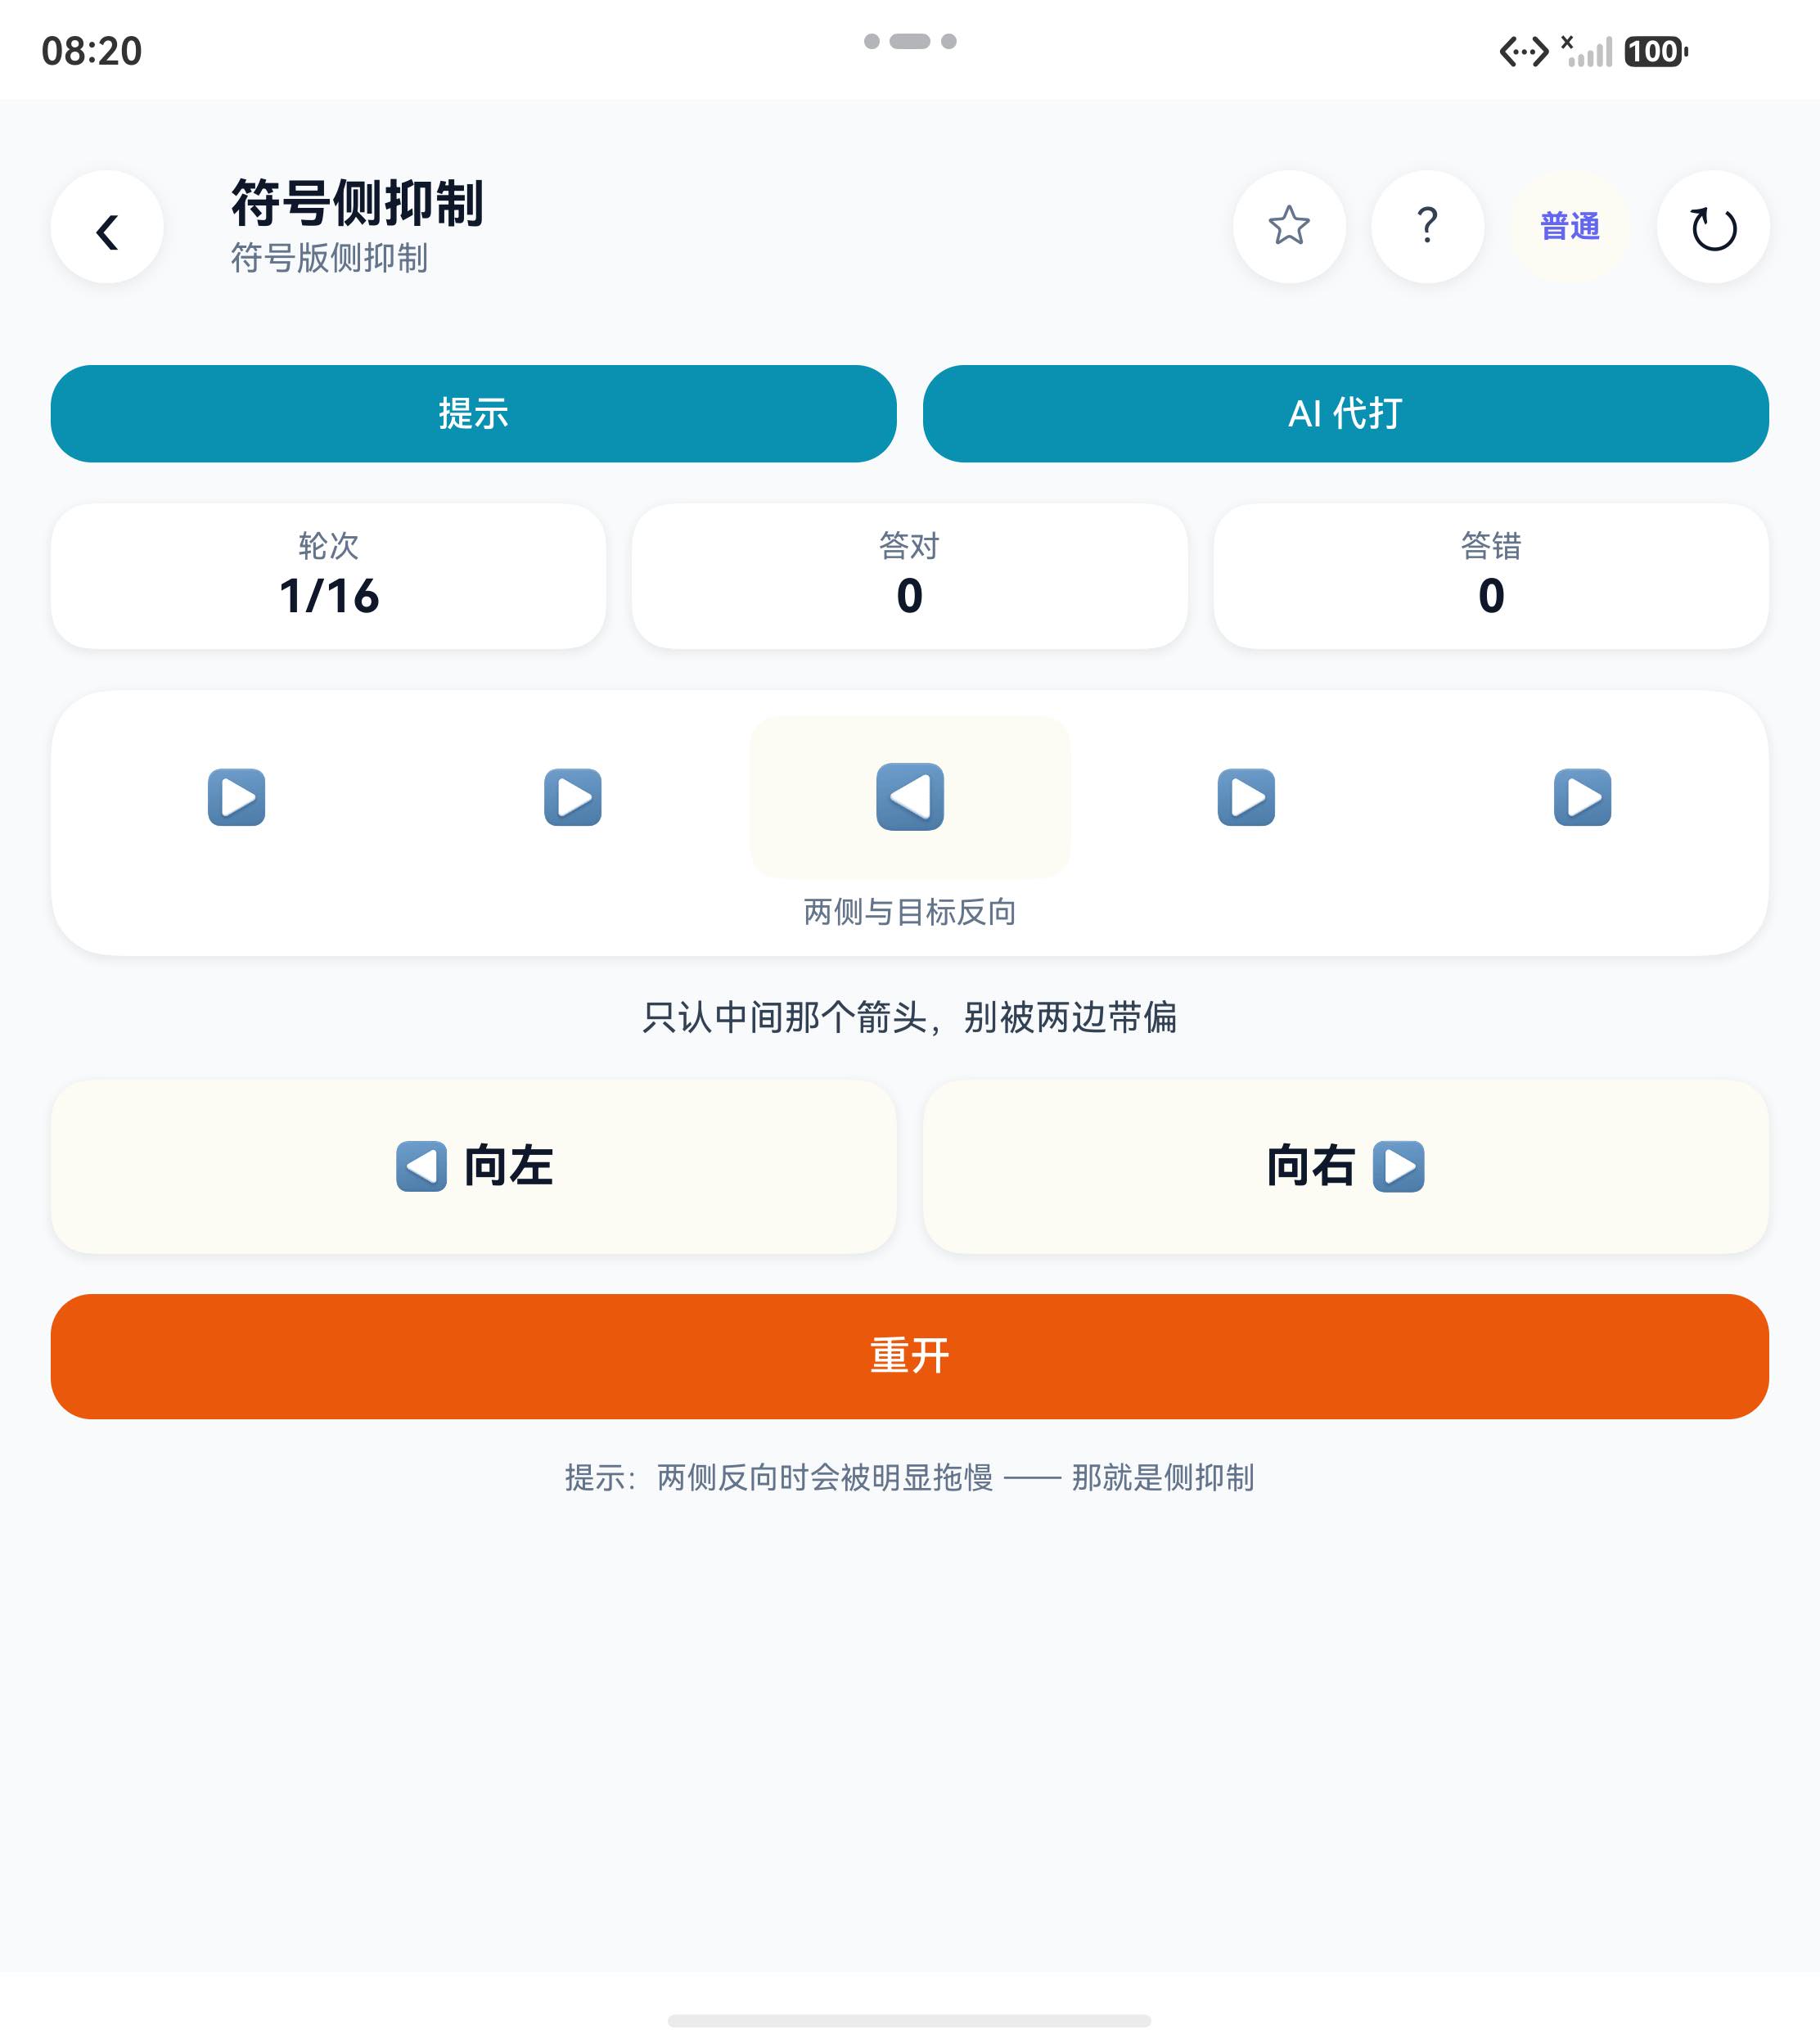 08:20
100
符号侧抑制
符号版侧抑制
?
普通
提示
AI 代打
轮次
1/16
答对
0
答错
0
两侧与目标反向
只认中间那个箭头，别被两边带偏
向左
向右
重开
提示：两侧反向时会被明显拖慢 —— 那就是侧抑制